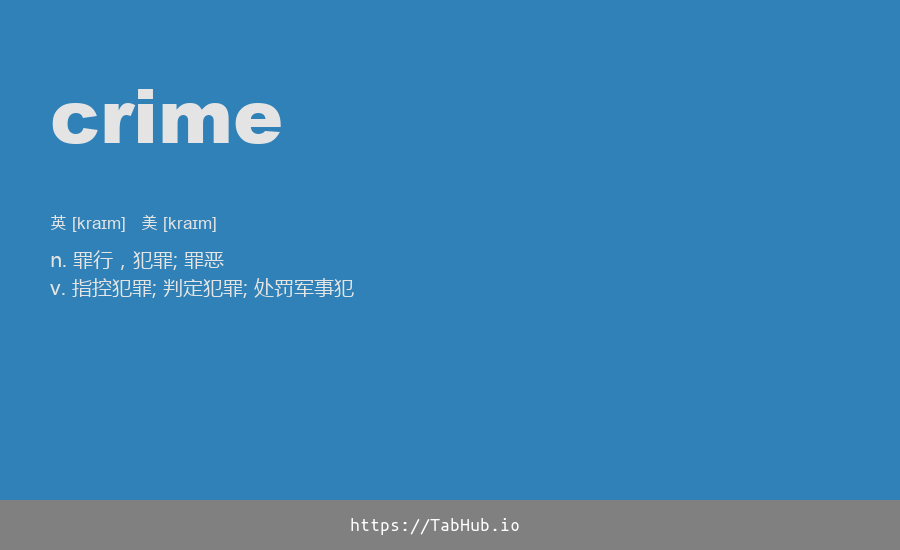 crime
英 [kraɪm] 美 [kraɪm]
n. 罪行，犯罪; 罪恶
v. 指控犯罪; 判定犯罪; 处罚军事犯
https://TabHub.io